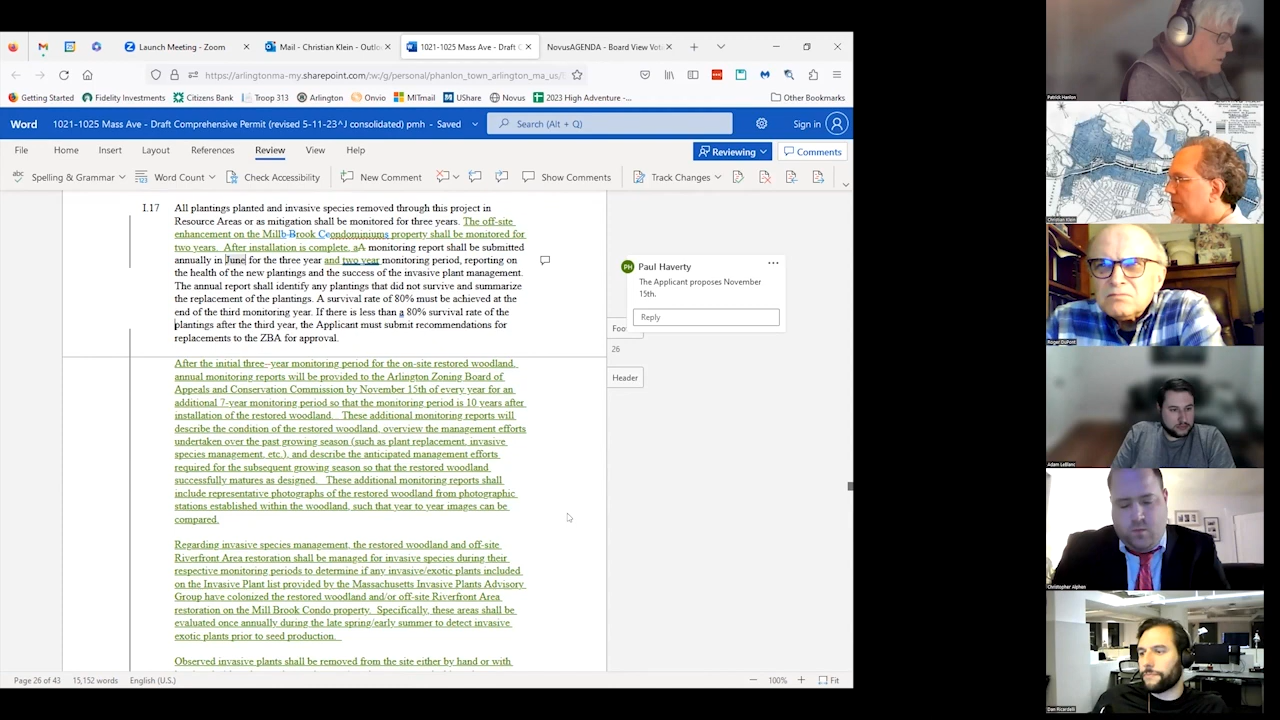 Launch Meeting - Zoom
Mail - Christian Klein - Outlo
1021-1025 Mass Ave - Draft C
NovusAGENDA - Board View Vot
https://arlingtonma-my.sharepoint.com/:w:/g/personal/phanlon_town_arlington_ma_us/
Getting Started
Fidelity Investments
Citizens Bank
Troop 313
Arlington
Onvio
MITmail
UShare
Novus
2023 High Adventure -...
Other Bookmarks
Word
1021-1025 Mass Ave - Draft Comprehensive Permit (revised 5-11-23^J consolidated) pmh - Saved
Search (Alt + Q)
Sign in
File Home Insert Layout References Review View Help
Reviewing
Comments
Spelling & Grammar
Word Count
Check Accessibility
New Comment
Show Comments
Track Changes
I.17 All plantings planted and invasive species removed through this project in
Resource Areas or as mitigation shall be monitored for three years. The off-site
enhancement on the Millb Brook Ccondominiums property shall be monitored for
two years. After installation is complete, aA monitoring report shall be submitted
annually in June for the three year and two year monitoring period, reporting on
the health of the new plantings and the success of the invasive plant management.
The annual report shall identify any plantings that did not survive and summarize
the replacement of the plantings. A survival rate of 80% must be achieved at the
end of the third monitoring year. If there is less than a 80% survival rate of the
plantings after the third year, the Applicant must submit recommendations for
replacements to the ZBA for approval.
PH
Paul Haverty
The Applicant proposes November
15th.
Reply
Foot
26
Header
After the initial three--year monitoring period for the on-site restored woodland,
annual monitoring reports will be provided to the Arlington Zoning Board of
Appeals and Conservation Commission by November 15th of every year for an
additional 7-year monitoring period so that the monitoring period is 10 years after
installation of the restored woodland. These additional monitoring reports will
describe the condition of the restored woodland, overview the management efforts
undertaken over the past growing season (such as plant replacement, invasive
species management, etc.), and describe the anticipated management efforts
required for the subsequent growing season so that the restored woodland
successfully matures as designed. These additional monitoring reports shall
include representative photographs of the restored woodland from photographic
stations established within the woodland, such that year to year images can be
compared.
Regarding invasive species management, the restored woodland and off-site
Riverfront Area restoration shall be managed for invasive species during their
respective monitoring periods to determine if any invasive/exotic plants included
on the Invasive Plant list provided by the Massachusetts Invasive Plants Advisory
Group have colonized the restored woodland and/or off-site Riverfront Area
restoration on the Mill Brook Condo property. Specifically, these areas shall be
evaluated once annually during the late spring/early summer to detect invasive
exotic plants prior to seed production.
Observed invasive plants shall be removed from the site either by hand or with
Page 26 of 43
15,152 words
English (U.S.)
100%
Fit
Patrick Hanlon
Christian Klein
Roger DuPont
Adam LeBlanc
Christopher Alphen
Dan Ricciarelli